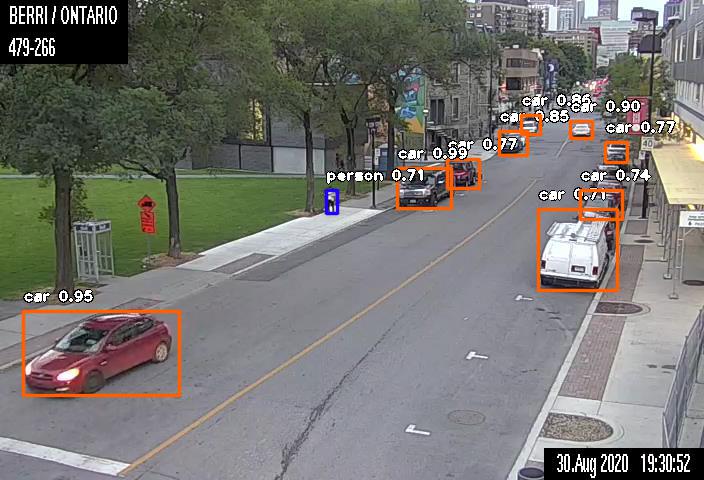 BERRI / ONTARIO
479-266
car 0.86
car 0.90
car 0.85
car 0.77
car 0.77
car 0.99
person 0.71
car 0.74
car 0.71
40
car 0.95
30.Aug 2020 19:30:52